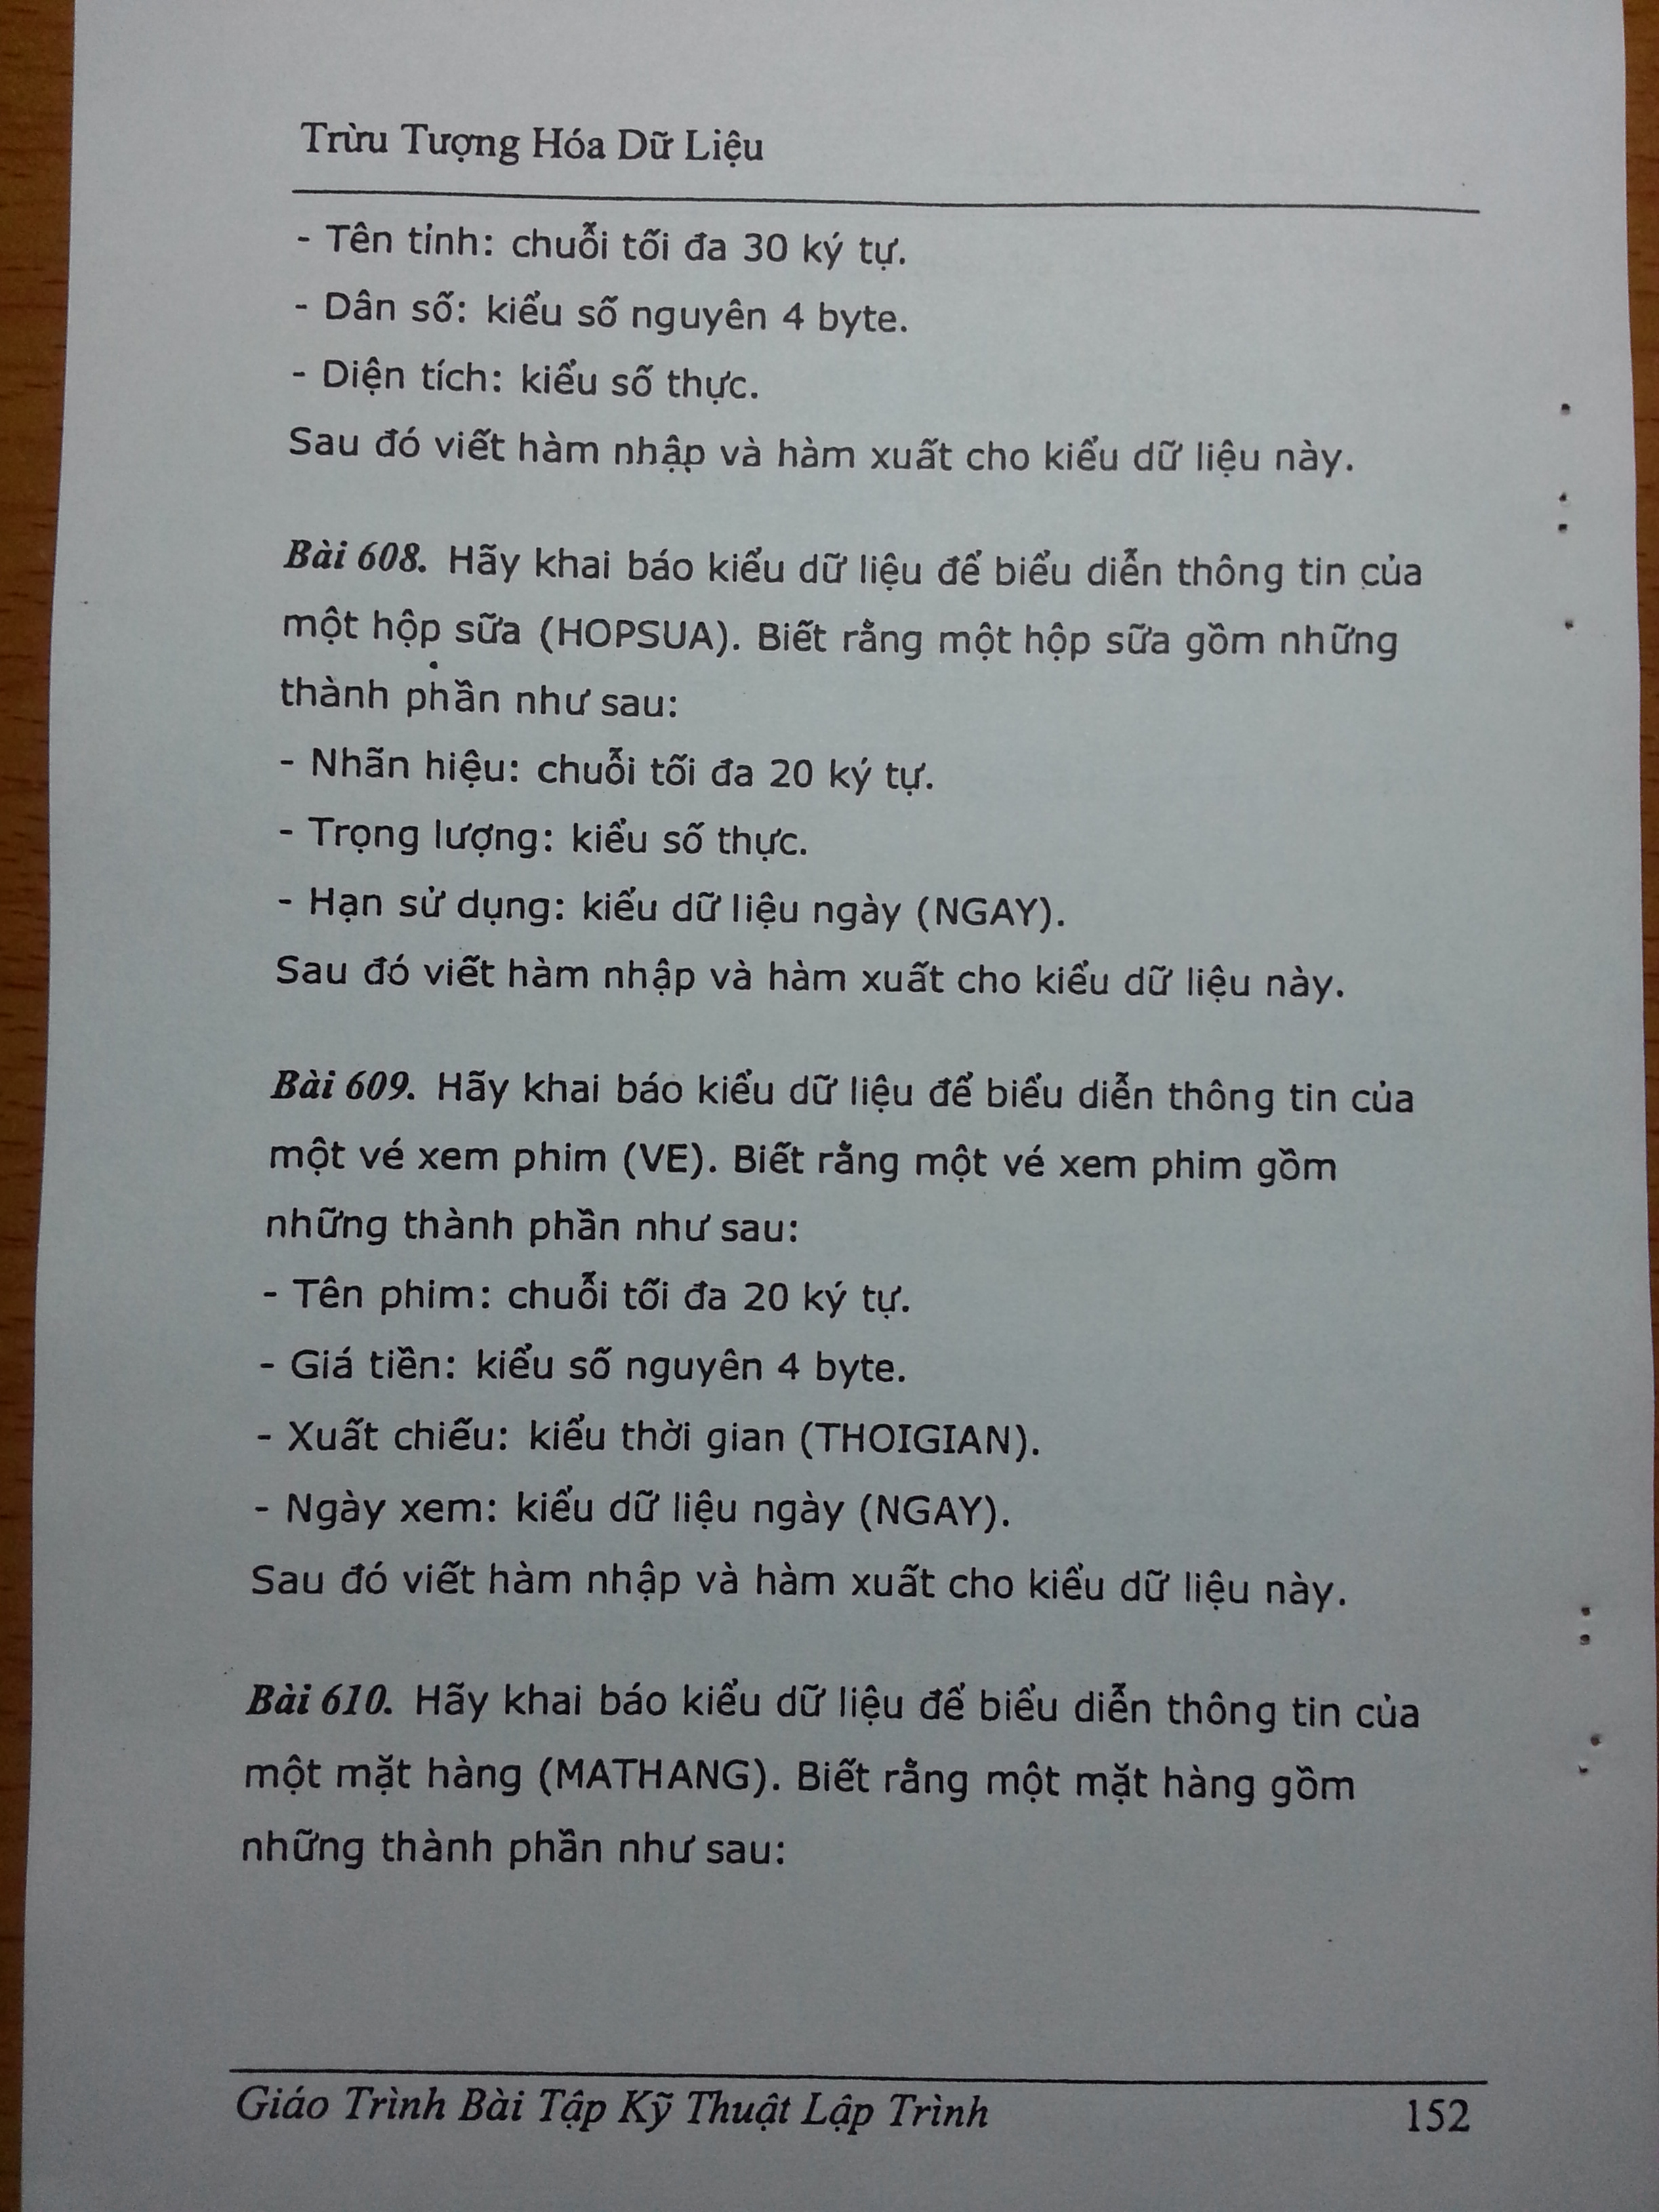 Trừu Tượng Hóa Dữ Liệu
- Tên tỉnh: chuỗi tối đa 30 ký tự.
- Dân số: kiểu số nguyên 4 byte.
- Diện tích: kiểu số thực.
Sau đó viết hàm nhập và hàm xuất cho kiểu dữ liệu này.
Bài 608. Hãy khai báo kiểu dữ liệu để biểu diễn thông tin của
một hộp sữa (HOPSUA). Biết rằng một hộp sữa gồm những
thành phần như sau:
- Nhãn hiệu: chuỗi tối đa 20 ký tự.
- Trọng lượng: kiểu số thực.
- Hạn sử dụng: kiểu dữ liệu ngày (NGAY).
Sau đó viết hàm nhập và hàm xuất cho kiểu dữ liệu này.
Bài 609. Hãy khai báo kiểu dữ liệu để biểu diễn thông tin của
một vé xem phim (VE). Biết rằng một vé xem phim gồm
những thành phần như sau:
- Tên phim: chuỗi tối đa 20 ký tự.
- Giá tiền: kiểu số nguyên 4 byte.
- Xuất chiếu: kiểu thời gian (THOIGIAN).
- Ngày xem: kiểu dữ liệu ngày (NGAY).
Sau đó viết hàm nhập và hàm xuất cho kiểu dữ liệu này.
Bài 610. Hãy khai báo kiểu dữ liệu để biểu diễn thông tin của
một mặt hàng (MATHANG). Biết rằng một mặt hàng gồm
những thành phần như sau:
Giáo Trình Bài Tập Kỹ Thuật Lập Trình 152